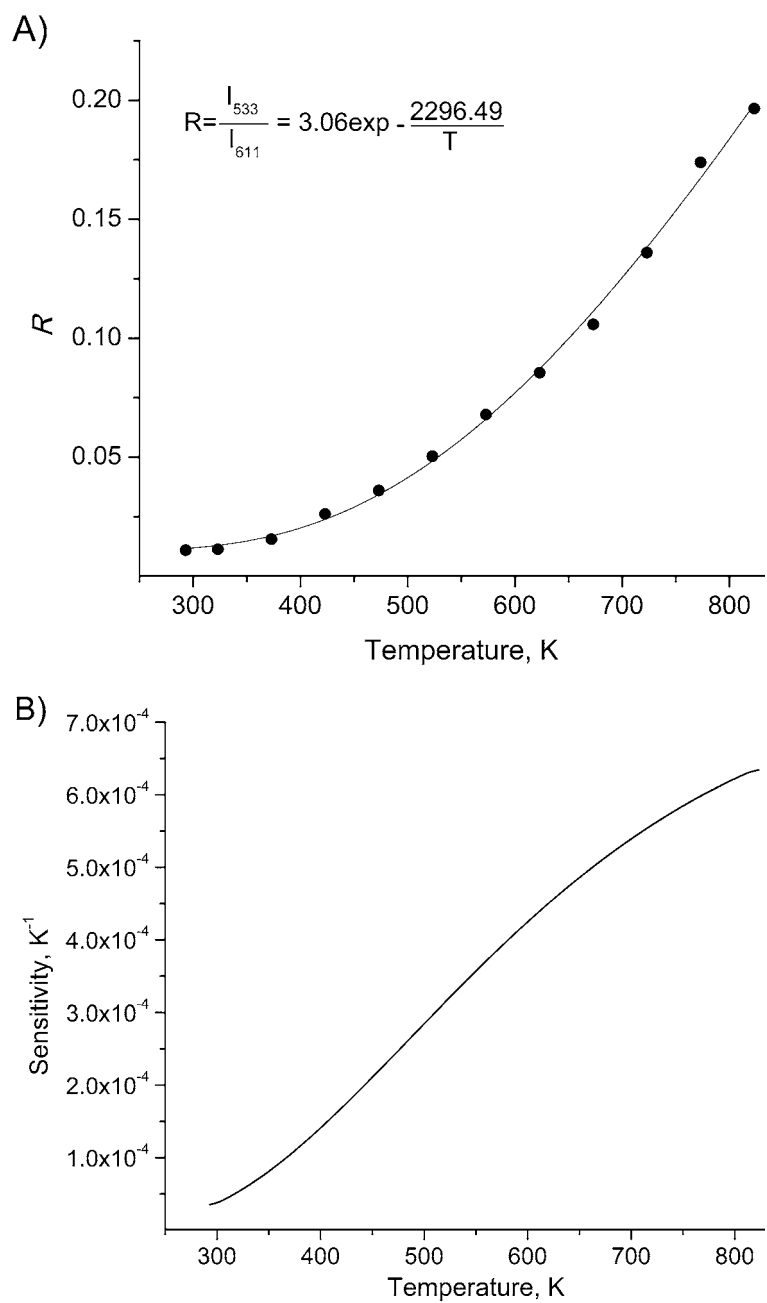 A)
R=I533/I611 = 3.06exp - 2296.49/T
0.20
0.15
0.10
0.05
R
300 400 500 600 700 800
Temperature, K
B)
7.0x10⁻⁴
6.0x10⁻⁴
5.0x10⁻⁴
4.0x10⁻⁴
3.0x10⁻⁴
2.0x10⁻⁴
1.0x10⁻⁴
Sensitivity, K⁻¹
300 400 500 600 700 800
Temperature, K